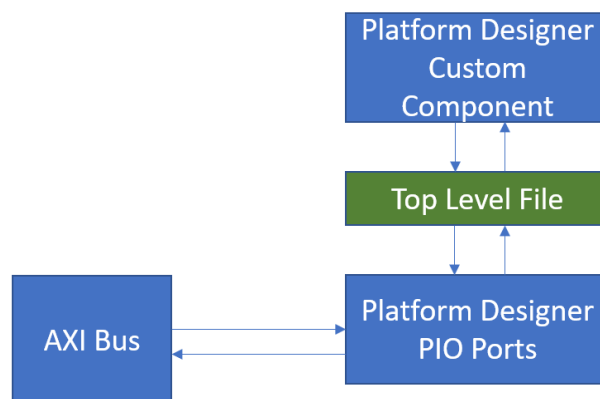 Platform Designer
Custom
Component
Top Level File
AXI Bus
Platform Designer
PIO Ports